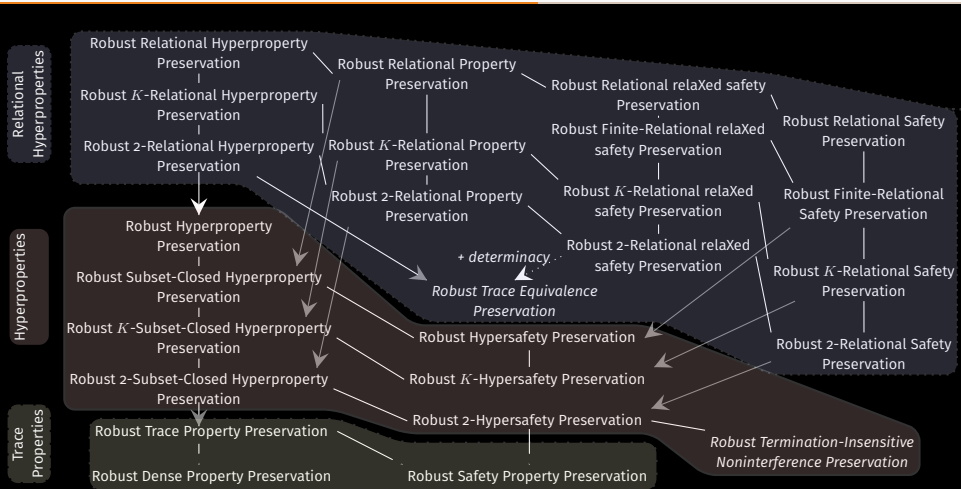 Relational
Hyperproperties
Robust Relational Hyperproperty
Preservation
Robust K-Relational Hyperproperty
Preservation
Robust 2-Relational Hyperproperty
Preservation
Robust Relational Property
Preservation
Robust K-Relational Property
Preservation
Robust 2-Relational Property
Preservation
Robust Relational relaXed safety
Preservation
Robust Finite-Relational relaXed
safety Preservation
Robust K-Relational relaXed
safety Preservation
Robust 2-Relational relaXed
safety Preservation
Robust Relational Safety
Preservation
Robust Finite-Relational
Safety Preservation
Robust K-Relational Safety
Preservation
Robust 2-Relational Safety
Preservation
+ determinacy
Robust Trace Equivalence
Preservation
Hyperproperties
Robust Hyperproperty
Preservation
Robust Subset-Closed Hyperproperty
Preservation
Robust K-Subset-Closed Hyperproperty
Preservation
Robust 2-Subset-Closed Hyperproperty
Preservation
Robust Hypersafety Preservation
Robust K-Hypersafety Preservation
Robust 2-Hypersafety Preservation
Robust Termination-Insensitive
Noninterference Preservation
Trace
Properties
Robust Trace Property Preservation
Robust Dense Property Preservation
Robust Safety Property Preservation